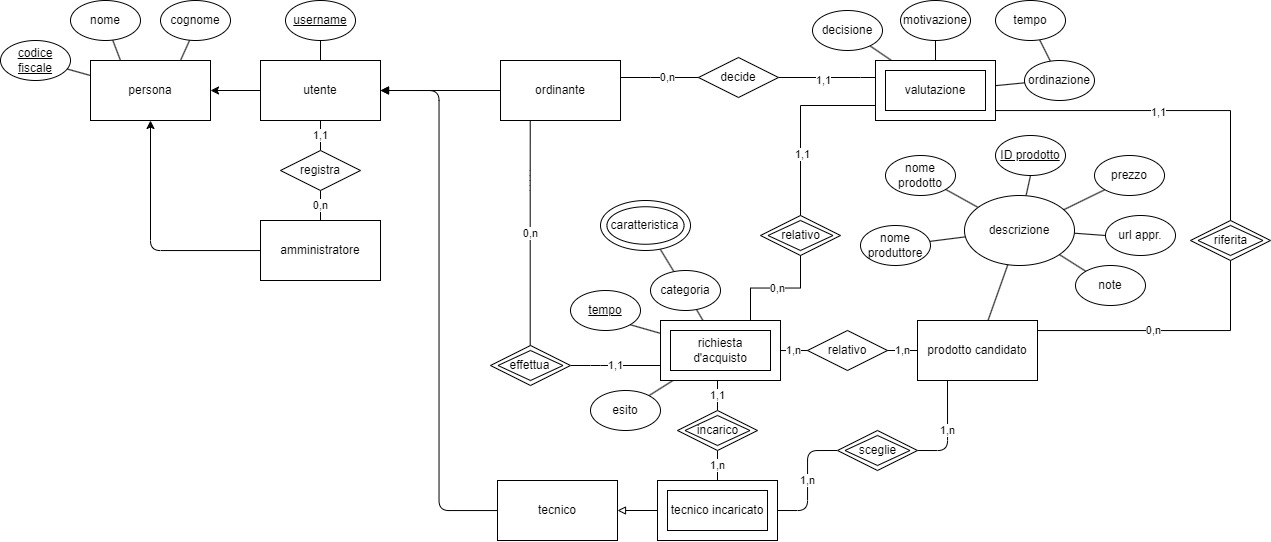 nome
cognome
username
codice
fiscale
persona
utente
ordinante
0,n
decide
1,1
decisione
motivazione
tempo
ordinazione
valutazione
1,1
registra
0,n
amministratore
1,1
1,1
nome
prodotto
ID prodotto
prezzo
descrizione
nome
produttore
url appr.
note
riferita
0,n
caratteristica
relativo
categoria
0,n
tempo
richiesta
d'acquisto
1,n
relativo
1,n
prodotto candidato
0,n
effettua
1,1
esito
1,1
incarico
1,n
sceglie
1,n
1,n
tecnico
tecnico incaricato